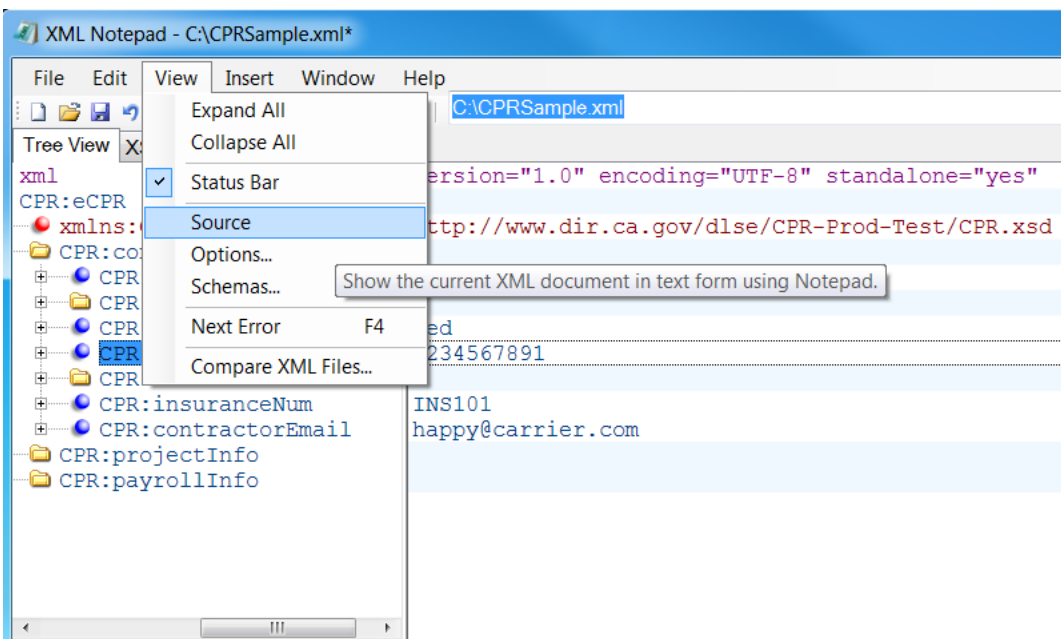 XML Notepad - C:\CPRSample.xml*
File Edit View Insert Window Help
C:\CPRSample.xml
Expand All
Collapse All
Status Bar
Source
Options...
Schemas...
Next Error F4
Compare XML Files...
Show the current XML document in text form using Notepad.
Tree View X
xml ersion="1.0" encoding="UTF-8" standalone="yes"
CPR:eCPR
xmlns: ttp://www.dir.ca.gov/dlse/CPR-Prod-Test/CPR.xsd
CPR:co
CPR
CPR
CPR ed
CPR 234567891
CPR
CPR:insuranceNum INS101
CPR:contractorEmail happy@carrier.com
CPR:projectInfo
CPR:payrollInfo